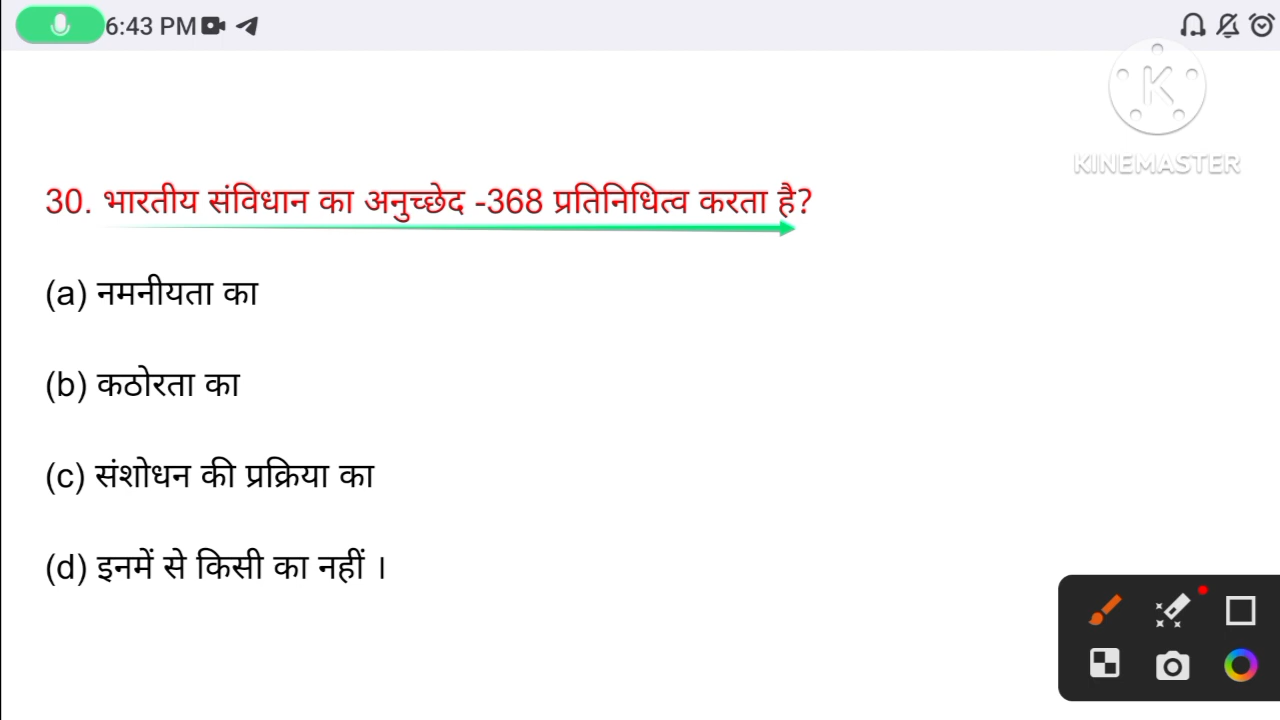 6:43 PM
KINEMASTER
30. भारतीय संविधान का अनुच्छेद -368 प्रतिनिधित्व करता है?
(a) नमनीयता का
(b) कठोरता का
(c) संशोधन की प्रक्रिया का
(d) इनमें से किसी का नहीं ।